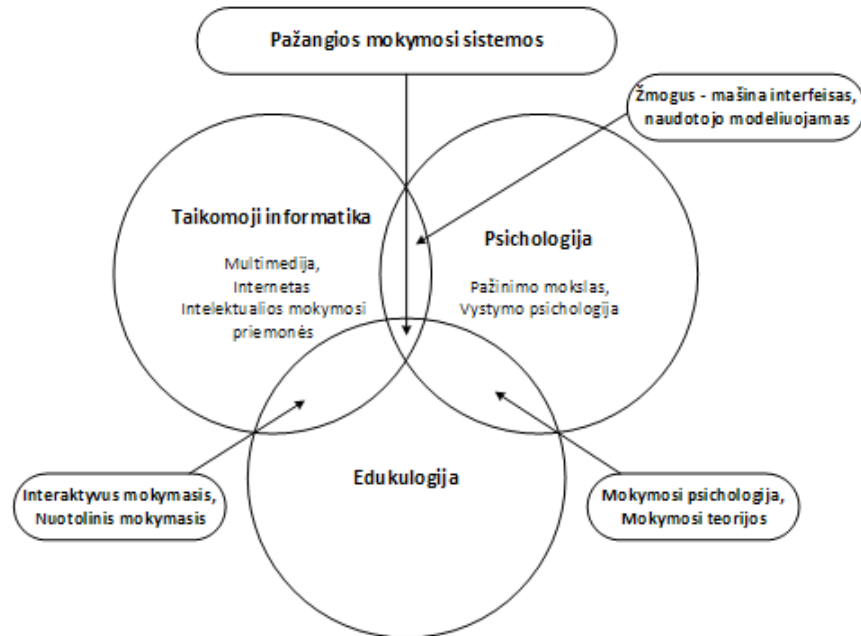 Pažangios mokymosi sistemos
Žmogus - mašina interfeisas,
naudotojo modeliuojamas
Taikomoji informatika
Multimedija,
Internetas
Intelektualios mokymosi
priemonės
Psichologija
Pažinimo mokslas,
Vystymo psichologija
Edukulogija
Interaktyvus mokymasis,
Nuotolinis mokymasis
Mokymosi psichologija,
Mokymosi teorijos